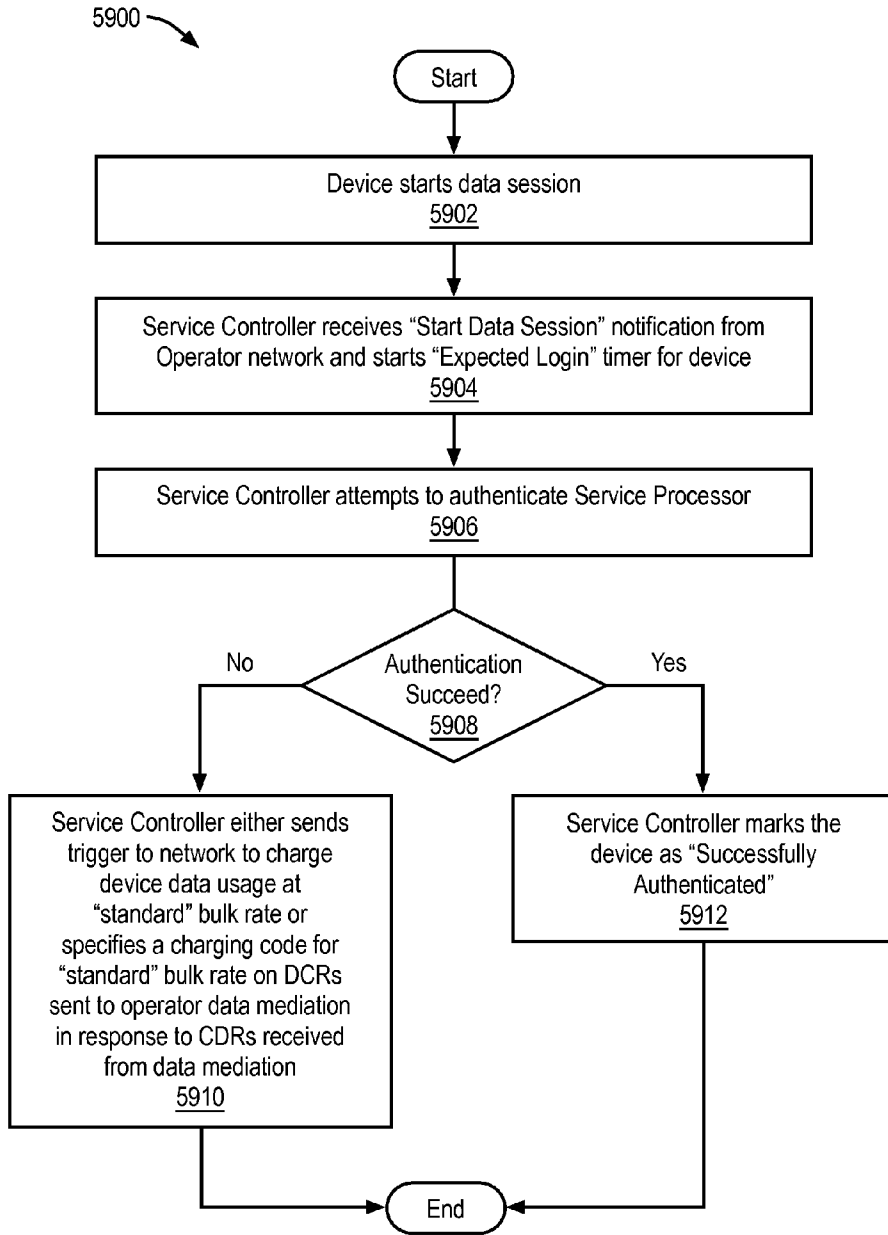 5900
Start
Device starts data session
5902
Service Controller receives “Start Data Session” notification from
Operator network and starts “Expected Login” timer for device
5904
Service Controller attempts to authenticate Service Processor
5906
Authentication
Succeed?
5908
No
Yes
Service Controller either sends
trigger to network to charge
device data usage at
“standard” bulk rate or
specifies a charging code for
“standard” bulk rate on DCRs
sent to operator data mediation
in response to CDRs received
from data mediation
5910
Service Controller marks the
device as “Successfully
Authenticated”
5912
End